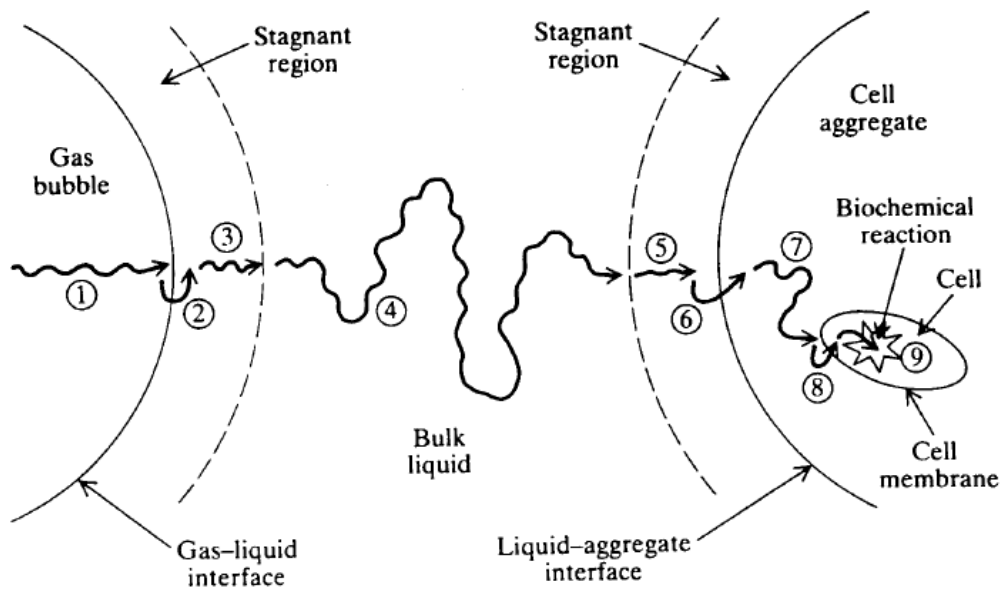 Stagnant
region
Stagnant
region
Cell
aggregate
Gas
bubble
Biochemical
reaction
Cell
①
②
③
④
⑤
⑥
⑦
⑧
⑨
Bulk
liquid
Cell
membrane
Gas–liquid
interface
Liquid–aggregate
interface